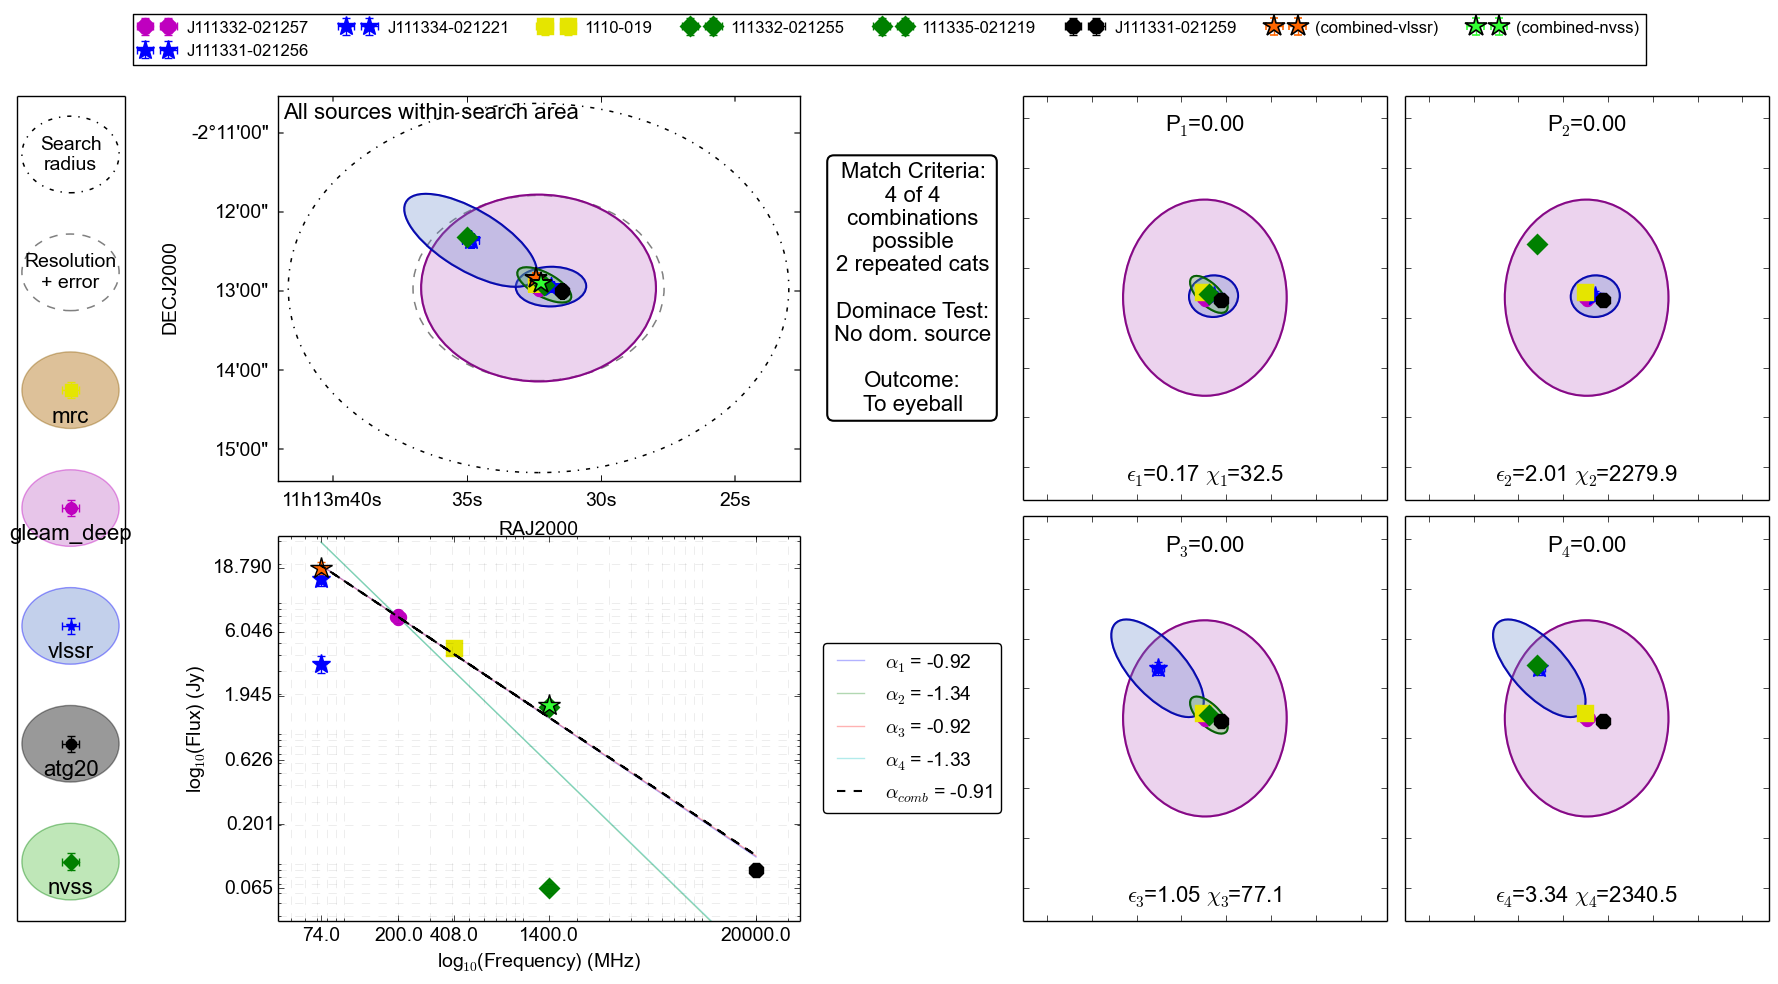 J111332-021257
J111334-021221
1110-019
111332-021255
111335-021219
J111331-021259
(combined-vlssr)
(combined-nvss)
J111331-021256
Search
radius
Resolution
+ error
mrc
gleam_deep
vlssr
atg20
nvss
All sources within search area
-2°11'00"
12'00"
13'00"
14'00"
15'00"
DECJ2000
11h13m40s
35s
30s
25s
RAJ2000
Match Criteria:
4 of 4
combinations
possible
2 repeated cats
Dominace Test:
No dom. source
Outcome:
To eyeball
P1=0.00
ϵ1=0.17 χ1=32.5
P2=0.00
ϵ2=2.01 χ2=2279.9
P3=0.00
ϵ3=1.05 χ3=77.1
P4=0.00
ϵ4=3.34 χ4=2340.5
18.790
6.046
1.945
0.626
0.201
0.065
log10(Flux) (Jy)
74.0
200.0
408.0
1400.0
20000.0
log10(Frequency) (MHz)
α1 = -0.92
α2 = -1.34
α3 = -0.92
α4 = -1.33
αcomb = -0.91